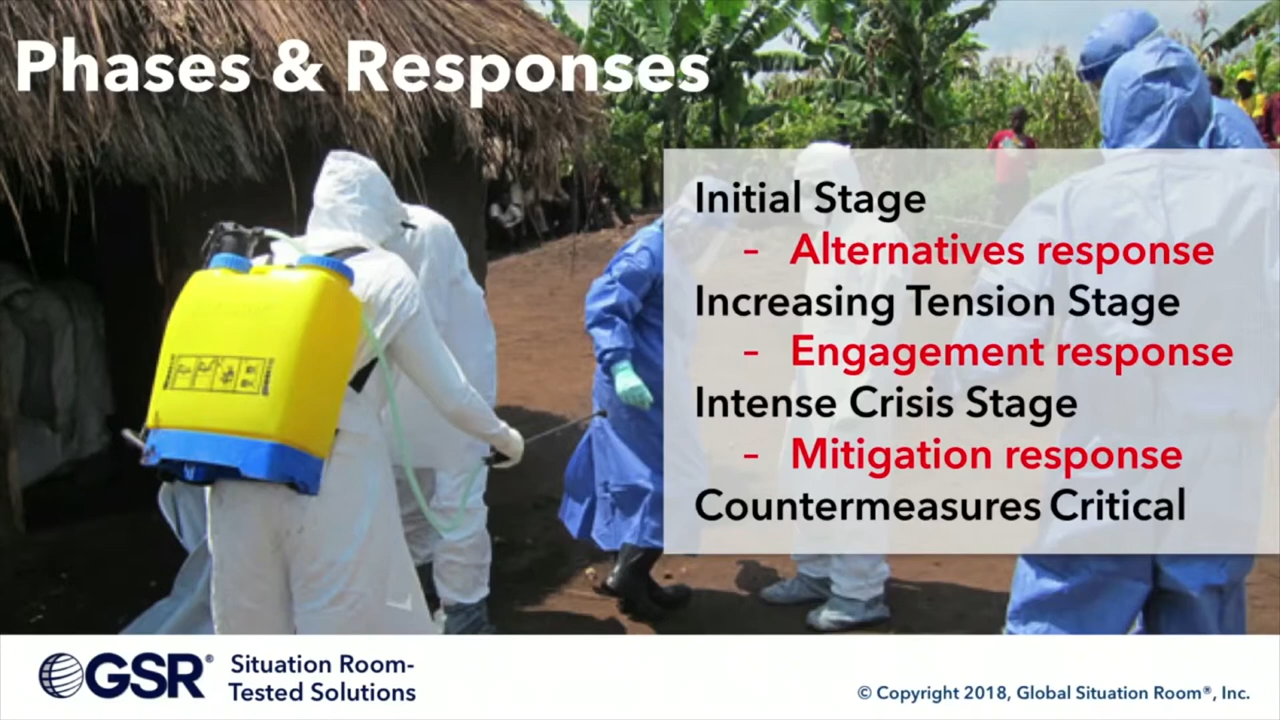 Phases & Responses
Initial Stage
- Alternatives response
Increasing Tension Stage
- Engagement response
Intense Crisis Stage
- Mitigation response
Countermeasures Critical
GSR®
Situation Room-
Tested Solutions
© Copyright 2018, Global Situation Room®, Inc.